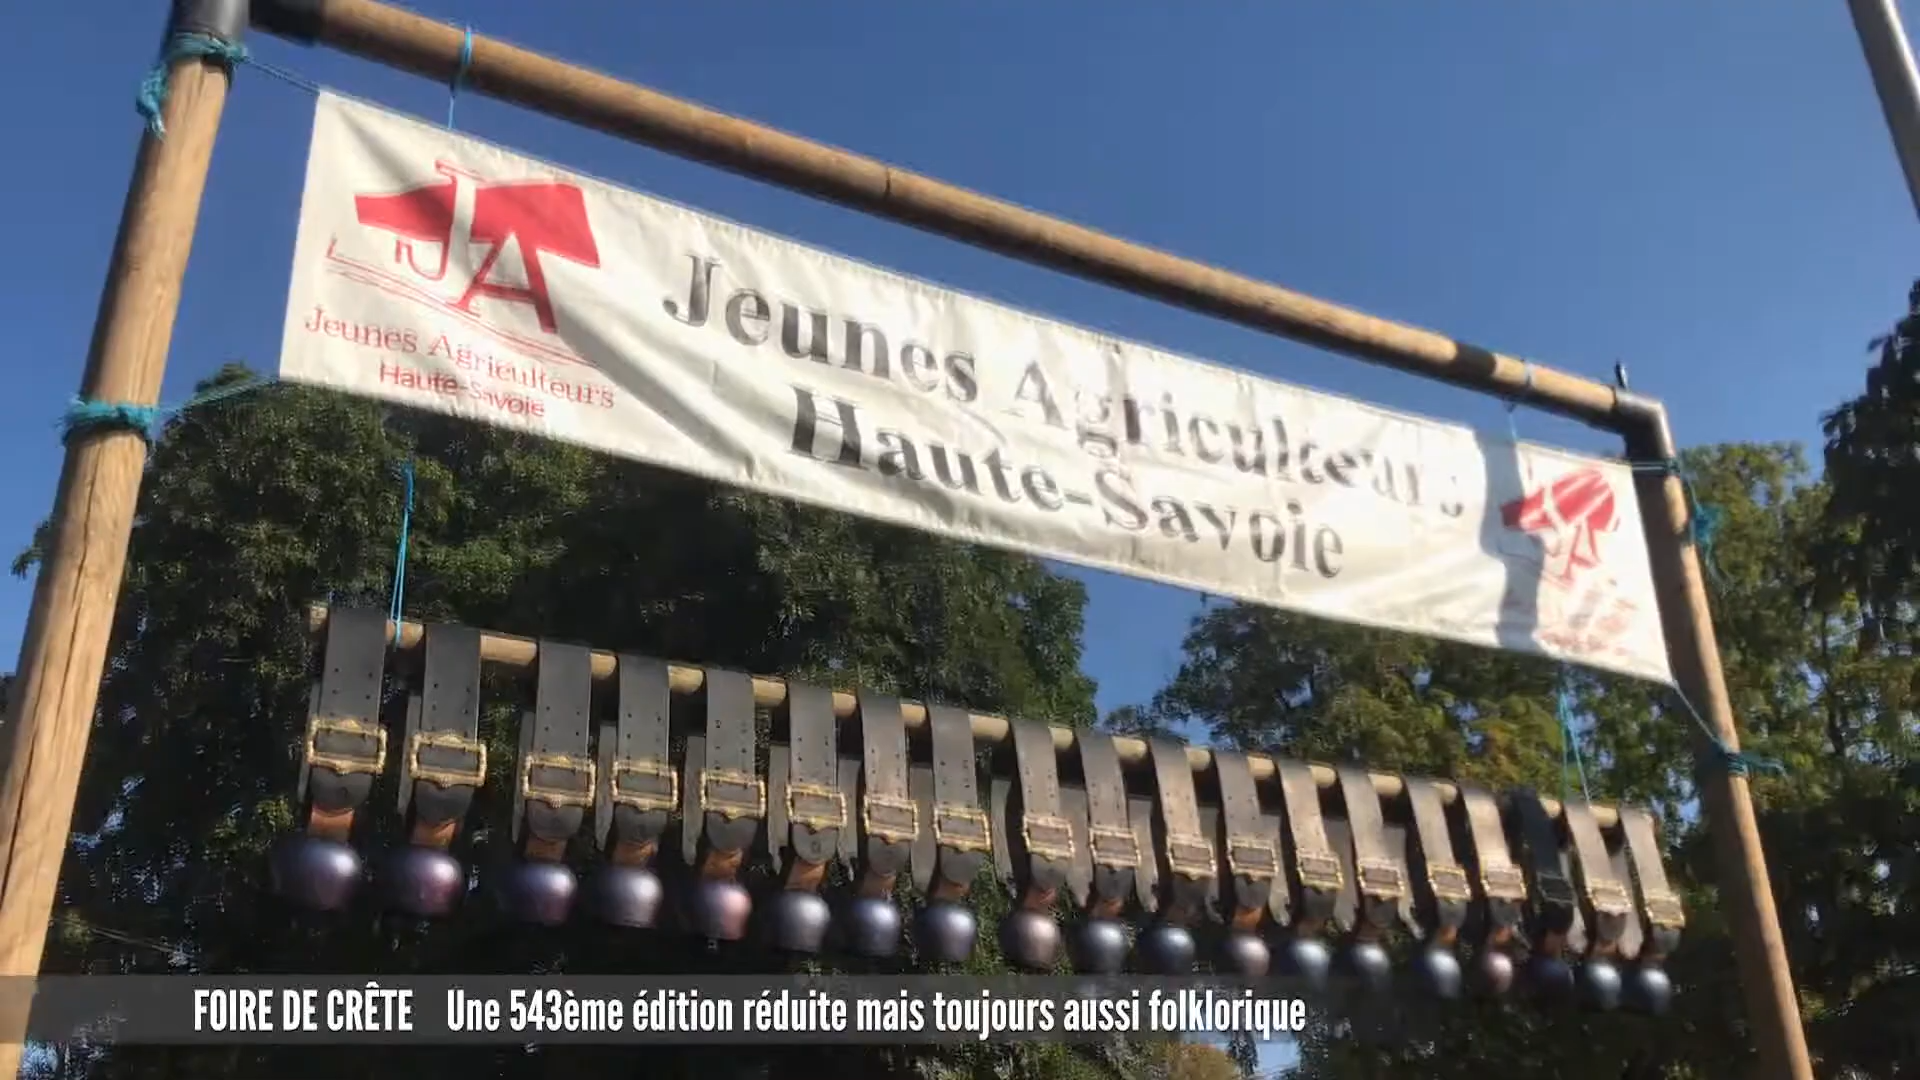 JA
Jeunes Agriculteurs
Haute-Savoie
Jeunes Agriculteurs
Haute-Savoie
JA
FOIRE DE CRÊTE Une 543ème édition réduite mais toujours aussi folklorique